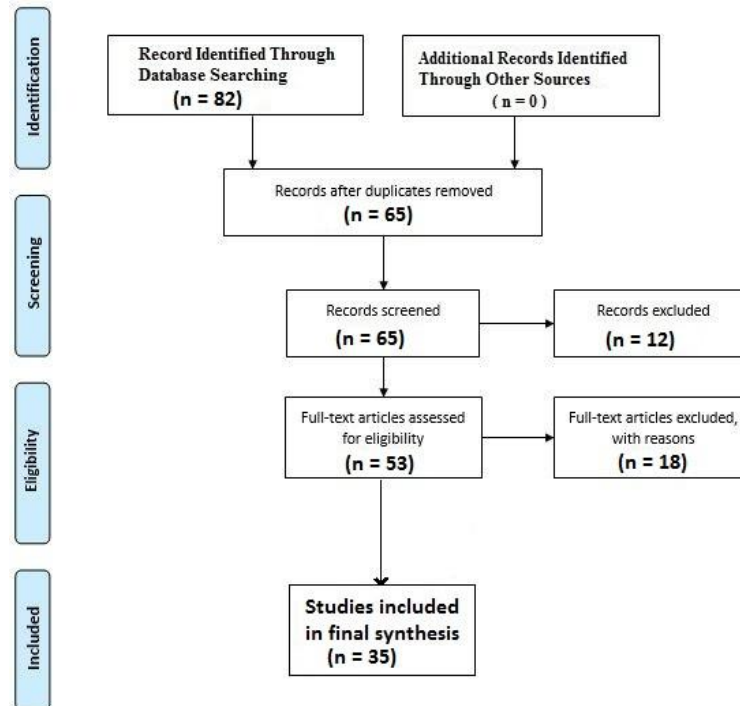 Identification
Record Identified Through
Database Searching
(n = 82)
Additional Records Identified
Through Other Sources
( n = 0 )
Records after duplicates removed
(n = 65)
Screening
Records screened
(n = 65)
Records excluded
(n = 12)
Eligibility
Full-text articles assessed
for eligibility
(n = 53)
Full-text articles excluded,
with reasons
(n = 18)
Included
Studies included
in final synthesis
(n = 35)